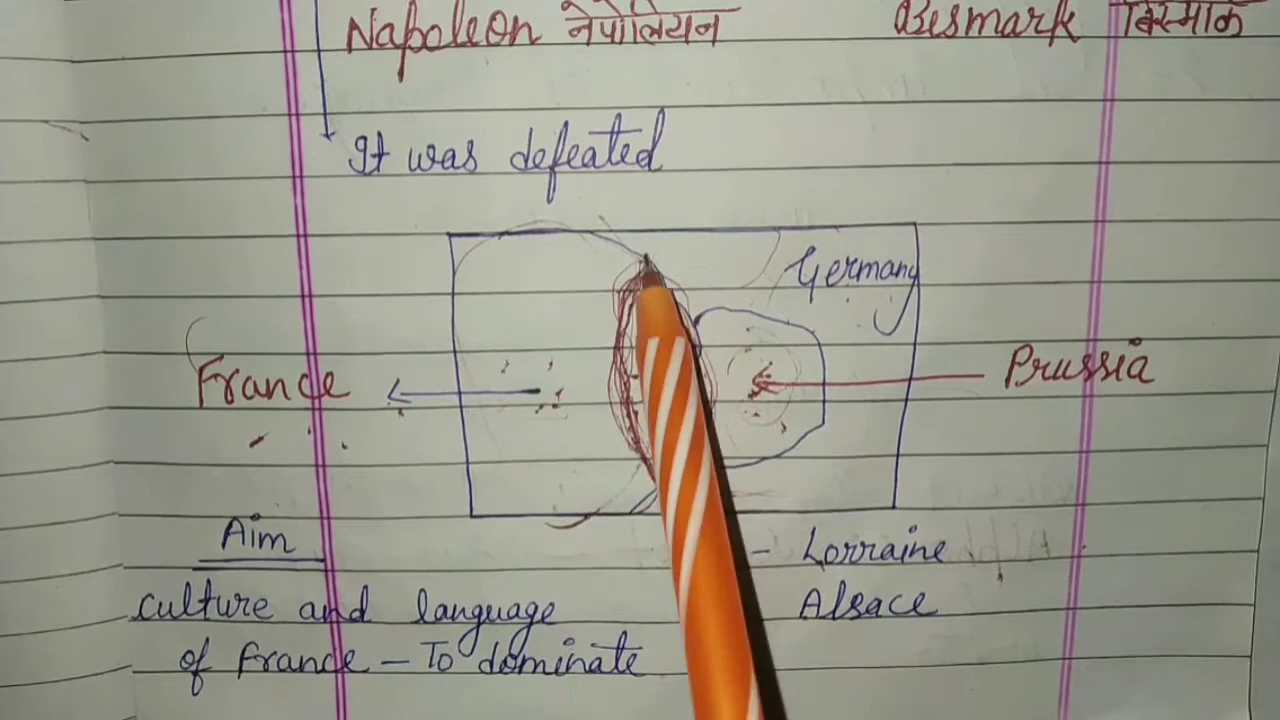 Napoleon नेपोलियन Bismark बिस्मार्क
It was defeated
Germany
France
Prussia
Aim
culture and language
of France - To dominate
- Lorraine
Alsace